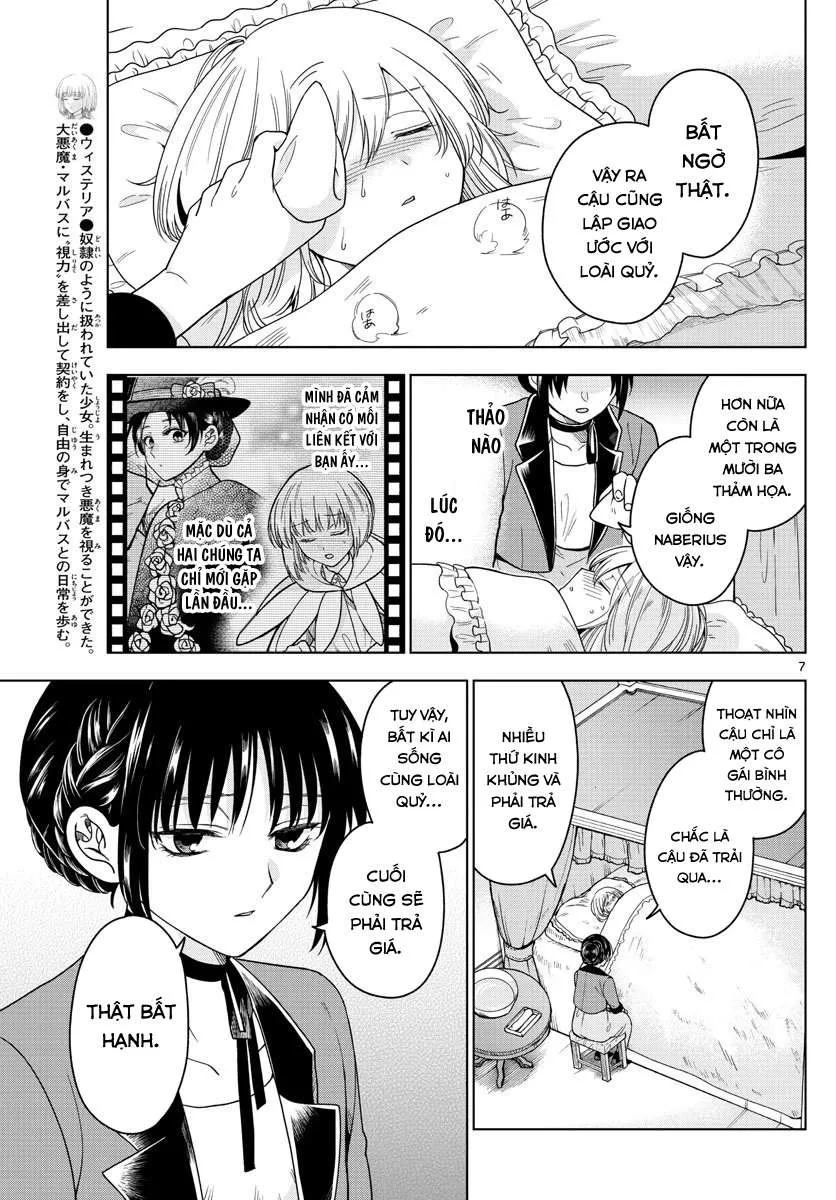 BẤT
NGỜ
THẬT.
VẬY RA
CẬU CŨNG
LẬP GIAO
ƯỚC VỚI
LOÀI QUỶ.
はぁ
はぁ
HƠN NỮA
CÒN LÀ
MỘT TRONG
MƯỜI BA
THẢM HỌA.
GIỐNG
NABERIUS
VẬY.
THẢO
NÀO
LÚC
ĐÓ...
MÌNH ĐÃ CẢM
NHẬN CÓ MỐI
LIÊN KẾT VỚI
BẠN ẤY...
MẶC DÙ CẢ
HAI CHÚNG TA
CHỈ MỚI GẶP
LẦN ĐẦU...
7
THOẠT NHÌN
CẬU CHỈ LÀ
MỘT CÔ
GÁI BÌNH
THƯỜNG.
CHẮC LÀ
CẬU ĐÃ TRẢI
QUA...
NHIỀU
THỨ KINH
KHỦNG VÀ
PHẢI TRẢ
GIÁ.
TUY VẬY,
BẤT KÌ AI
SỐNG
CÙNG LOÀI
QUỶ...
CUỐI
CÙNG SẼ
PHẢI TRẢ
GIÁ.
THẬT BẤT
HẠNH.
●ウィステリア●奴隷のように扱われていた少女。生まれつき悪魔を視ることができた。
大悪魔・マルバスに〝視力〟を差し出して契約をし、自由の身でマルバスとの日常を歩む。